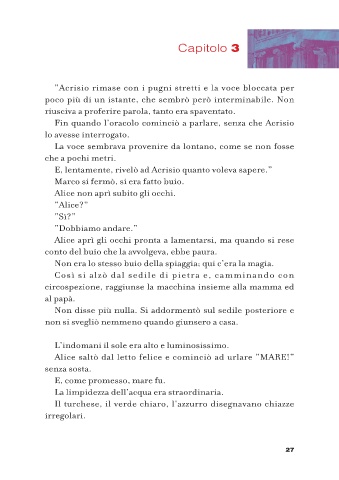 Capitolo 3
"Acrisio rimase con i pugni stretti e la voce bloccata per
poco più di un istante, che sembrò però interminabile. Non
riusciva a proferire parola, tanto era spaventato.
Fin quando l'oracolo cominciò a parlare, senza che Acrisio
lo avesse interrogato.
La voce sembrava provenire da lontano, come se non fosse
che a pochi metri.
E, lentamente, rivelò ad Acrisio quanto voleva sapere."
Marco si fermò, si era fatto buio.
Alice non aprì subito gli occhi.
"Alice?"
"Sì?"
"Dobbiamo andare."
Alice aprì gli occhi pronta a lamentarsi, ma quando si rese
conto del buio che la avvolgeva, ebbe paura.
Non era lo stesso buio della spiaggia; qui c'era la magia.
Così si alzò dal sedile di pietra e, camminando con
circospezione, raggiunse la macchina insieme alla mamma ed
al papà.
Non disse più nulla. Si addormentò sul sedile posteriore e
non si svegliò nemmeno quando giunsero a casa.
L'indomani il sole era alto e luminosissimo.
Alice saltò dal letto felice e cominciò ad urlare "MARE!"
senza sosta.
E, come promesso, mare fu.
La limpidezza dell'acqua era straordinaria.
Il turchese, il verde chiaro, l'azzurro disegnavano chiazze
irregolari.
27